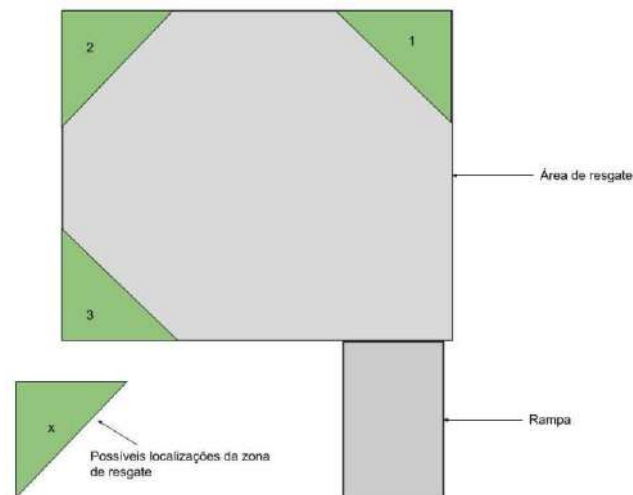 2
1
Área de resgate
3
x
Possíveis localizações da zona
de resgate
Rampa